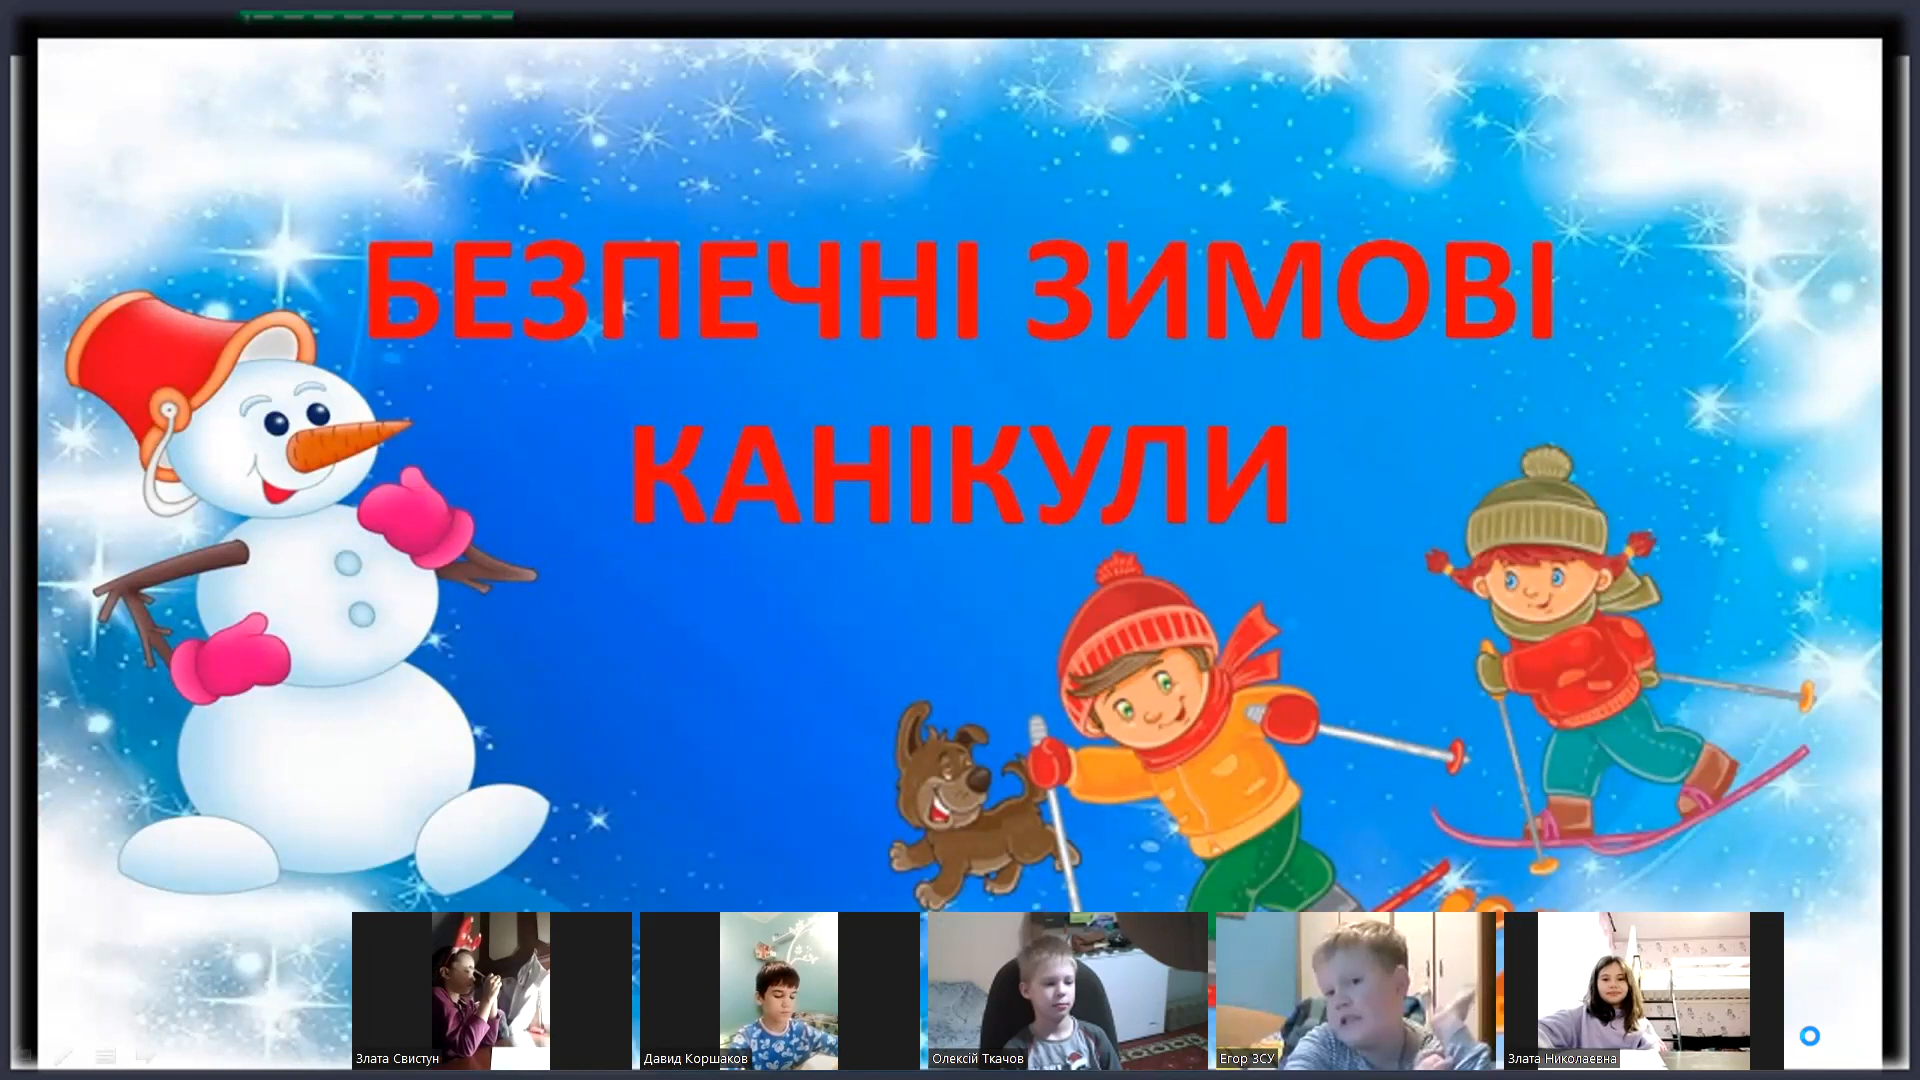 БЕЗПЕЧНІ ЗИМОВІ
КАНІКУЛИ
Злата Свистун
Давид Коршаков
Олексій Ткачов
Егор ЗСУ
Злата Николаевна